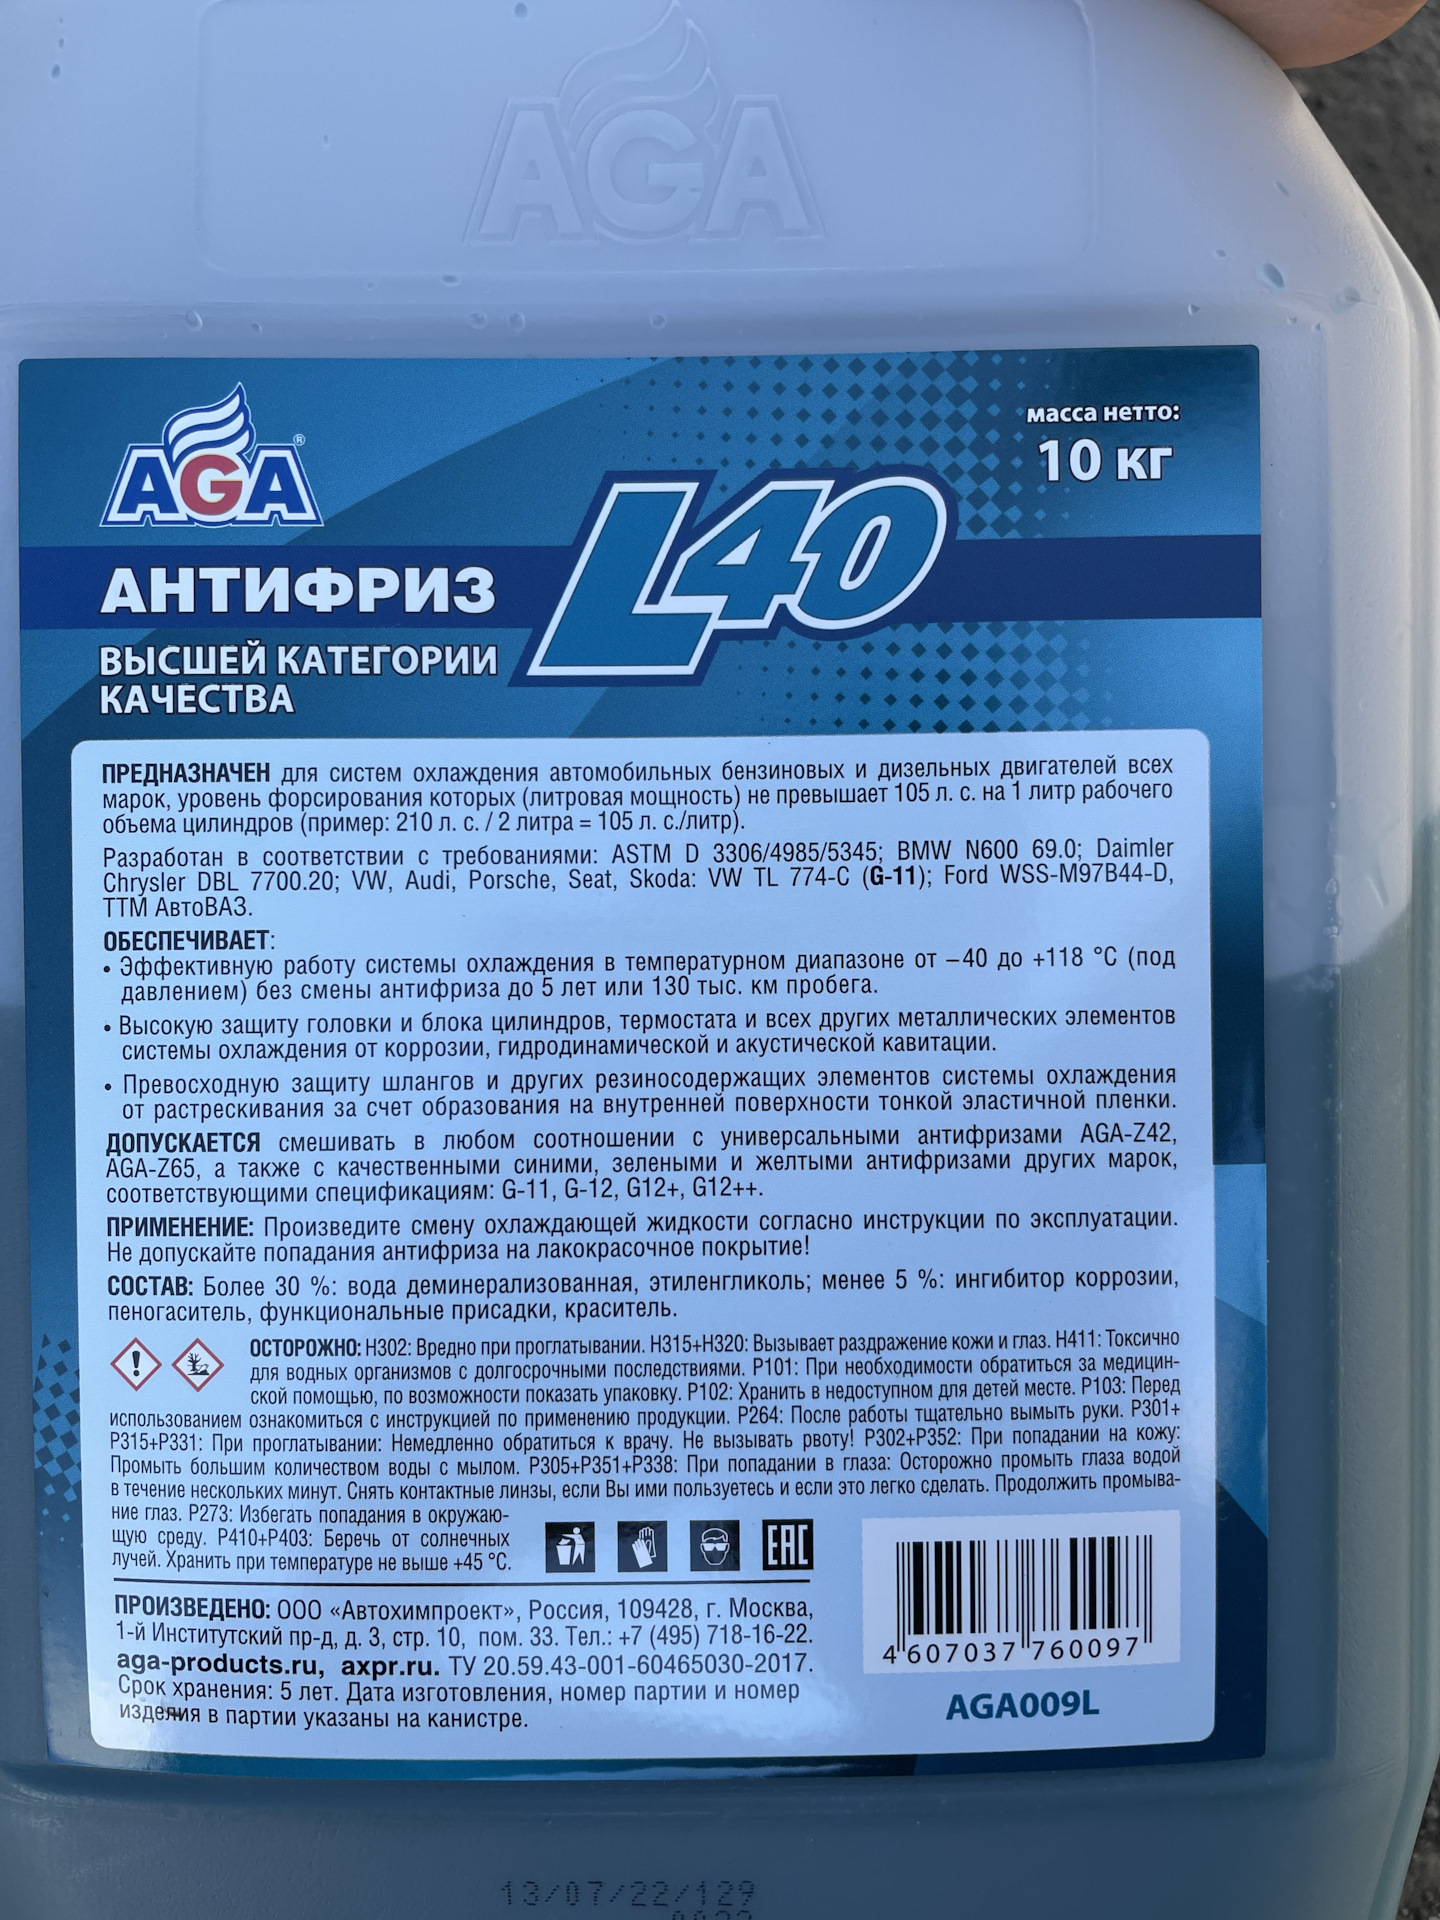 AGA
AGA®
масса нетто:
10 кг
АНТИФРИЗ L40
ВЫСШЕЙ КАТЕГОРИИ
КАЧЕСТВА
ПРЕДНАЗНАЧЕН для систем охлаждения автомобильных бензиновых и дизельных двигателей всех
марок, уровень форсирования которых (литровая мощность) не превышает 105 л. с. на 1 литр рабочего
объема цилиндров (пример: 210 л. с. / 2 литра = 105 л. с./литр).
Разработан в соответствии с требованиями: ASTM D 3306/4985/5345; BMW N600 69.0; Daimler
Chrysler DBL 7700.20; VW, Audi, Porsche, Seat, Skoda: VW TL 774-C (G-11); Ford WSS-M97B44-D,
ТТМ АвтоВАЗ.
ОБЕСПЕЧИВАЕТ:
• Эффективную работу системы охлаждения в температурном диапазоне от –40 до +118 °С (под
давлением) без смены антифриза до 5 лет или 130 тыс. км пробега.
• Высокую защиту головки и блока цилиндров, термостата и всех других металлических элементов
системы охлаждения от коррозии, гидродинамической и акустической кавитации.
• Превосходную защиту шлангов и других резиносодержащих элементов системы охлаждения
от растрескивания за счет образования на внутренней поверхности тонкой эластичной пленки.
ДОПУСКАЕТСЯ смешивать в любом соотношении с универсальными антифризами AGA-Z42,
AGA-Z65, а также с качественными синими, зелеными и желтыми антифризами других марок,
соответствующими спецификациям: G-11, G-12, G12+, G12++.
ПРИМЕНЕНИЕ: Произведите смену охлаждающей жидкости согласно инструкции по эксплуатации.
Не допускайте попадания антифриза на лакокрасочное покрытие!
СОСТАВ: Более 30 %: вода деминерализованная, этиленгликоль; менее 5 %: ингибитор коррозии,
пеногаситель, функциональные присадки, краситель.
ОСТОРОЖНО: H302: Вредно при проглатывании. H315+H320: Вызывает раздражение кожи и глаз. H411: Токсично
для водных организмов с долгосрочными последствиями. P101: При необходимости обратиться за медицин-
ской помощью, по возможности показать упаковку. P102: Хранить в недоступном для детей месте. P103: Перед
использованием ознакомиться с инструкцией по применению продукции. P264: После работы тщательно вымыть руки. P301+
P315+P331: При проглатывании: Немедленно обратиться к врачу. Не вызывать рвоту! P302+P352: При попадании на кожу:
Промыть большим количеством воды с мылом. P305+P351+P338: При попадании в глаза: Осторожно промыть глаза водой
в течение нескольких минут. Снять контактные линзы, если Вы ими пользуетесь и если это легко сделать. Продолжить промыва-
ние глаз. P273: Избегать попадания в окружаю-
щую среду. P410+P403: Беречь от солнечных
лучей. Хранить при температуре не выше +45 °С.
EAC
ПРОИЗВЕДЕНО: ООО «Автохимпроект», Россия, 109428, г. Москва,
1-й Институтский пр-д, д. 3, стр. 10, пом. 33. Тел.: +7 (495) 718-16-22.
aga-products.ru, axpr.ru. ТУ 20.59.43-001-60465030-2017.
Срок хранения: 5 лет. Дата изготовления, номер партии и номер
изделия в партии указаны на канистре.
4 607037 760097
AGA009L
13/07/22/129